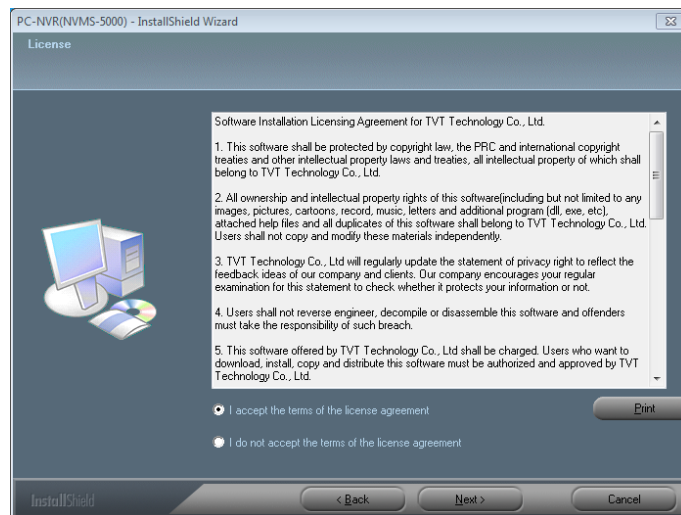 PC-NVR(NVMS-5000) - InstallShield Wizard
License
Software Installation Licensing Agreement for TVT Technology Co., Ltd.
1. This software shall be protected by copyright law, the PRC and international copyright
treaties and other intellectual property laws and treaties, all intellectual property of which shall
belong to TVT Technology Co., Ltd.
2. All ownership and intellectual property rights of this software(including but not limited to any
images, pictures, cartoons, record, music, letters and additional program (dll, exe, etc),
attached help files and all duplicates of this software shall belong to TVT Technology Co., Ltd.
Users shall not copy and modify these materials independently.
3. TVT Technology Co., Ltd will regularly update the statement of privacy right to reflect the
feedback ideas of our company and clients. Our company encourages your regular
examination for this statement to check whether it protects your information or not.
4. Users shall not reverse engineer, decompile or disassemble this software and offenders
must take the responsibility of such breach.
5. This software offered by TVT Technology Co., Ltd shall be charged. Users who want to
download, install, copy and distribute this software must be authorized and approved by TVT
Technology Co., Ltd.
I accept the terms of the license agreement
Print
I do not accept the terms of the license agreement
InstallShield
< Back
Next >
Cancel